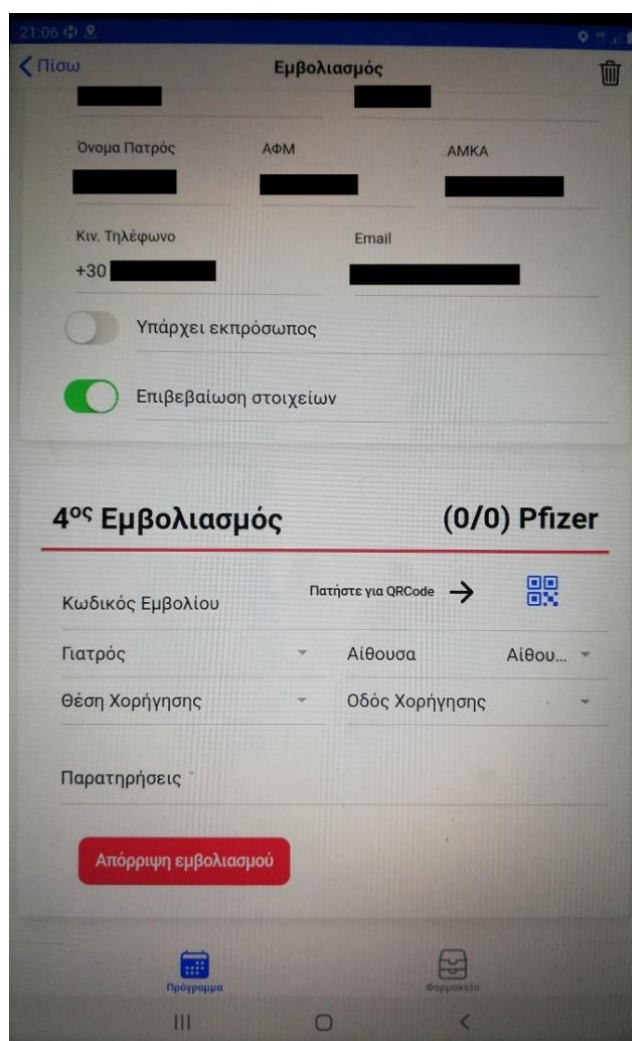 21:06
Πίσω Εμβολιασμός
Όνομα Πατρός ΑΦΜ ΑΜΚΑ
Κιν. Τηλέφωνο Email
+30
Υπάρχει εκπρόσωπος
Επιβεβαίωση στοιχείων
4ος Εμβολιασμός (0/0) Pfizer
Κωδικός Εμβολίου Πατήστε για QRCode →
Γιατρός Αίθουσα Αίθου...
Θέση Χορήγησης Οδός Χορήγησης
Παρατηρήσεις
Απόρριψη εμβολιασμού
Πρόγραμμα Φαρμακείο